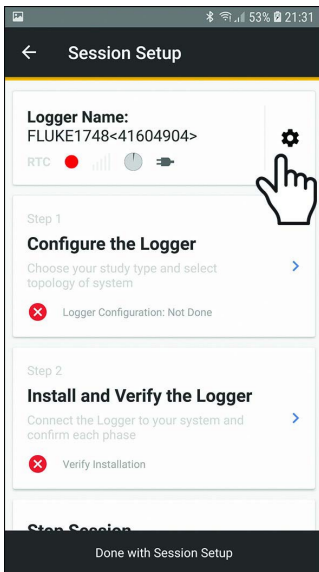 53% 21:31
Session Setup
Logger Name:
FLUKE1748<41604904>
RTC
Step 1
Configure the Logger
Choose your study type and select
topology of system
Logger Configuration: Not Done
Step 2
Install and Verify the Logger
Connect the Logger to your system and
confirm each phase
Verify Installation
Stop Session
Done with Session Setup